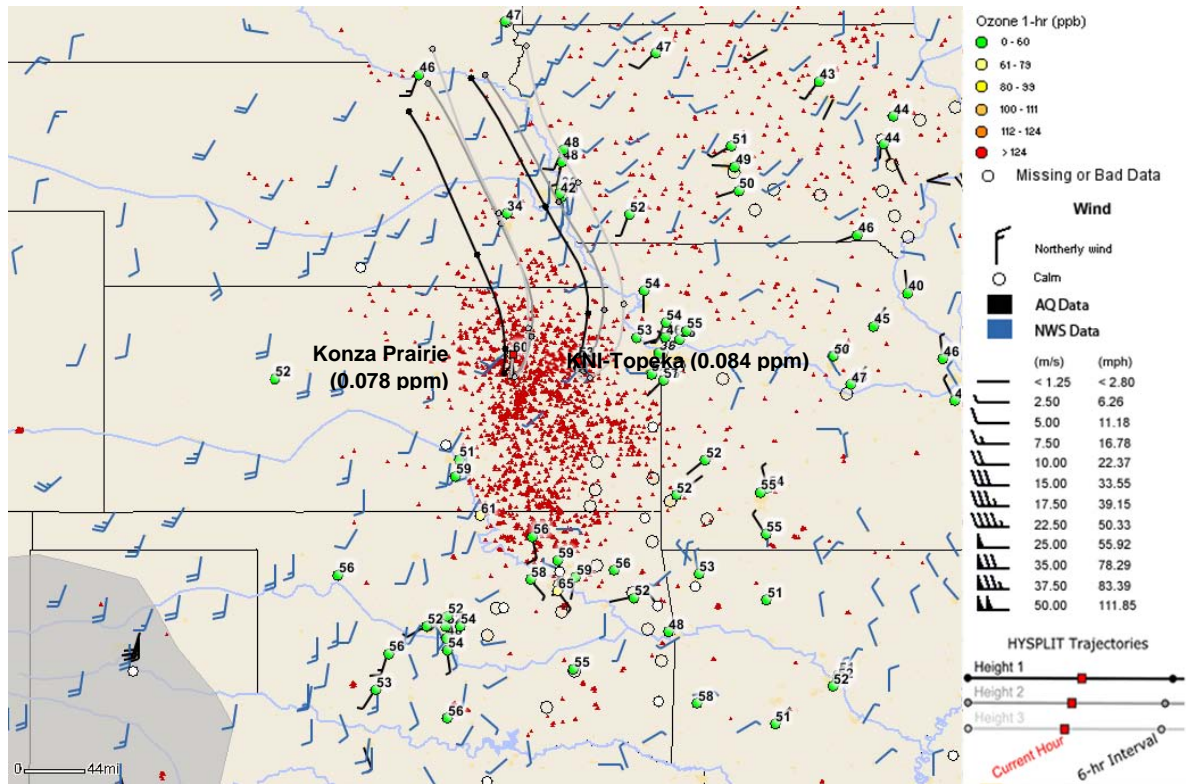 47
46
47
43
44
44
48
48
42
51
49
50
34
52
46
54
40
54
53
55
45
50
46
47
60
57
Konza Prairie
(0.078 ppm)
KNI-Topeka (0.084 ppm)
52
51
59
61
52
52
55
55
56
59
58
59
65
56
52
53
51
56
52
52
54
54
56
53
48
55
56
58
51
52
0 44mi
Ozone 1-hr (ppb)
0 - 60
61 - 79
80 - 99
100 - 111
112 - 124
> 124
Missing or Bad Data
Wind
Northerly wind
Calm
AQ Data
NWS Data
(m/s) (mph)
< 1.25 < 2.80
2.50 6.26
5.00 11.18
7.50 16.78
10.00 22.37
15.00 33.55
17.50 39.15
22.50 50.33
25.00 55.92
35.00 78.29
37.50 83.39
50.00 111.85
HYSPLIT Trajectories
Height 1
Height 2
Height 3
Current Hour
6-hr Interval